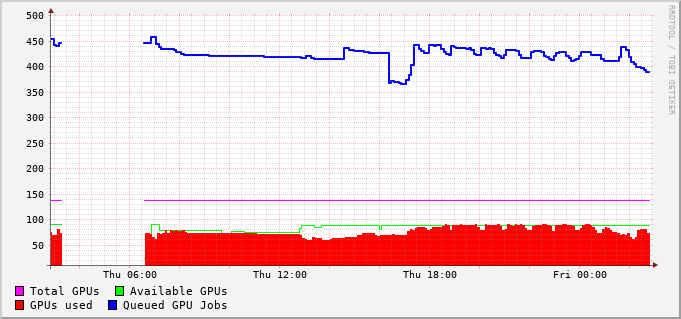 500
450
400
350
300
250
200
150
100
50
Thu 06:00 Thu 12:00 Thu 18:00 Fri 00:00
Total GPUs Available GPUs
GPUs used Queued GPU Jobs
RRDTOOL / TOBI OETIKER